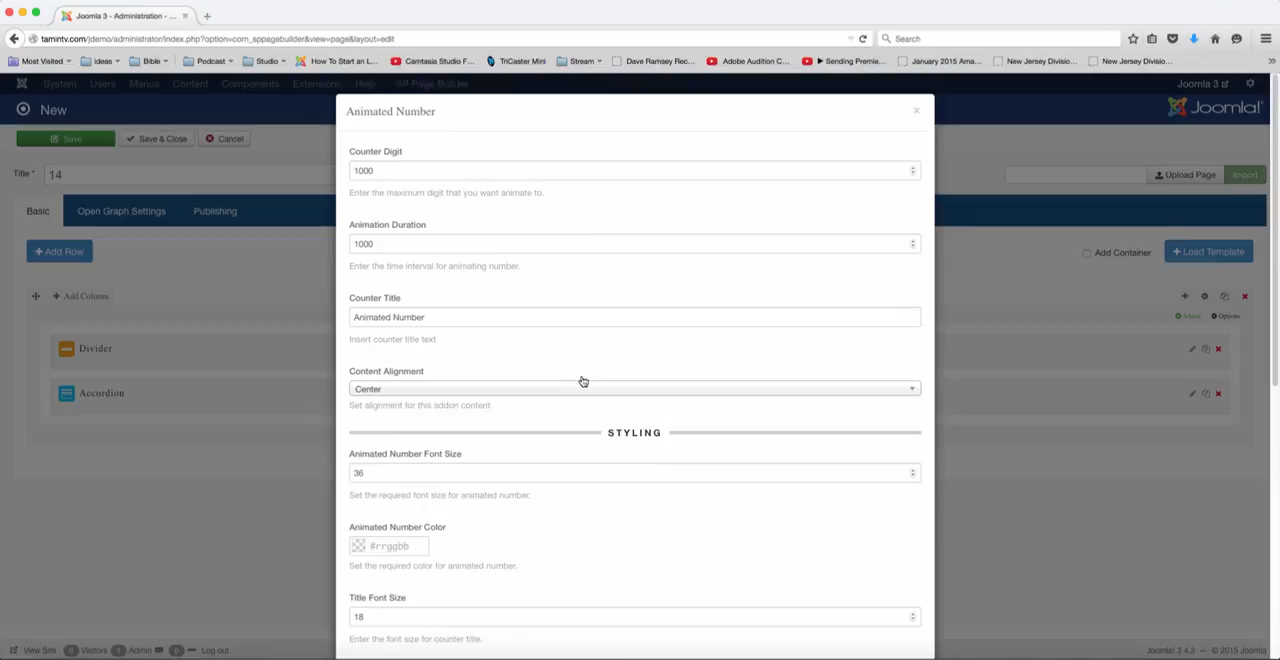 Joomla 3 - Administration - ...
tamintv.com/jdemo/administrator/index.php?option=com_sppagebuilder&view=page&layout=edit
Search
Most Visited ideas Bible Podcast Studio How To Start an L... Camtasia Studio F... TriCaster Mini Stream Dave Ramsey Rec... Adobe Audition C... Sending Premie... January 2015 Ama... New Jersey Divisio... New Jersey Divisio...
System Users Menus Content Components Extensions Help SP Page Builder Joomla 3
New
Joomla!
Save Save & Close Cancel
Title * 14
Upload Page Import
Basic Open Graph Settings Publishing
+ Add Row
Add Container + Load Template
+ Add Column
Addon Options
Divider
Accordion
Animated Number
Counter Digit
1000
Enter the maximum digit that you want animate to.
Animation Duration
1000
Enter the time interval for animating number.
Counter Title
Animated Number
Insert counter title text
Content Alignment
Center
Set alignment for this addon content.
STYLING
Animated Number Font Size
36
Set the required font size for animated number.
Animated Number Color
#rrggbb
Set the required color for animated number.
Title Font Size
18
Enter the font size for counter title.
View Site 0 Visitors 1 Admin 0 Log out
Joomla! 3.4.3 — © 2015 Joomla